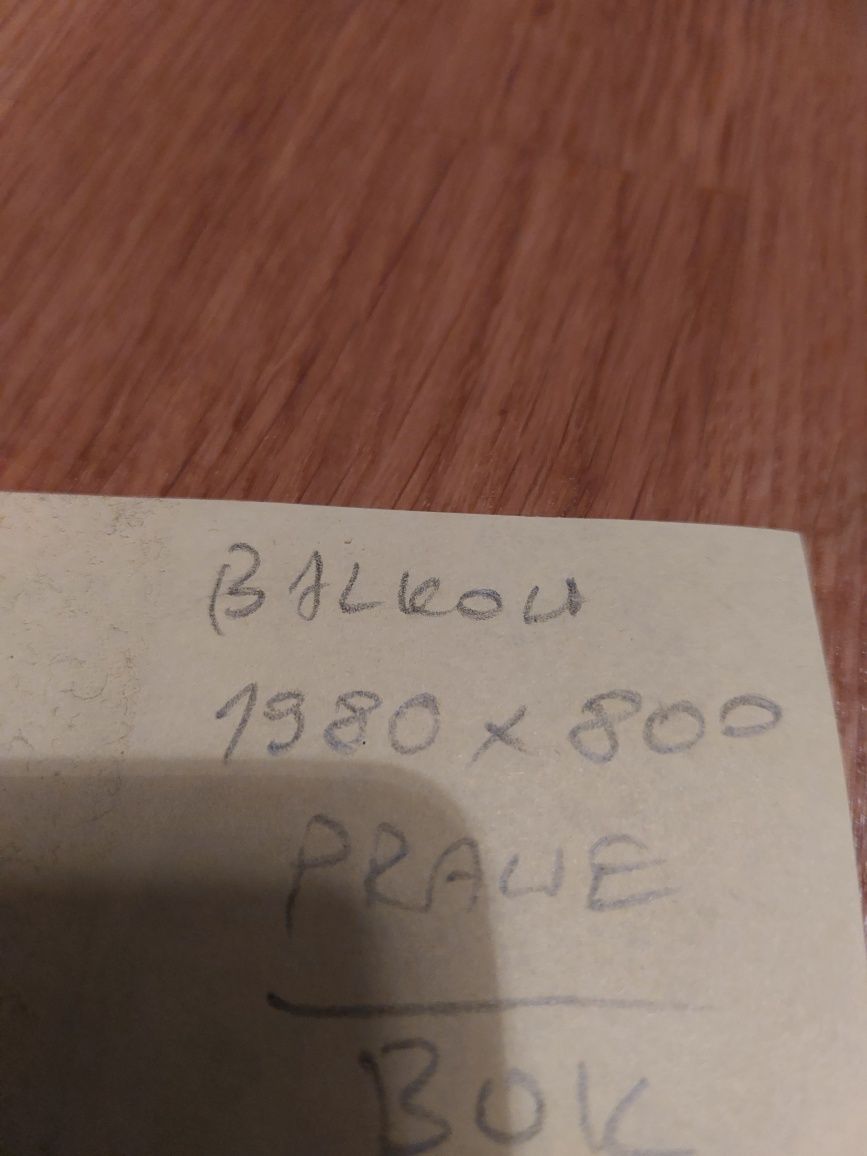 BALKON
1980 x 800
PRAWE
BOK